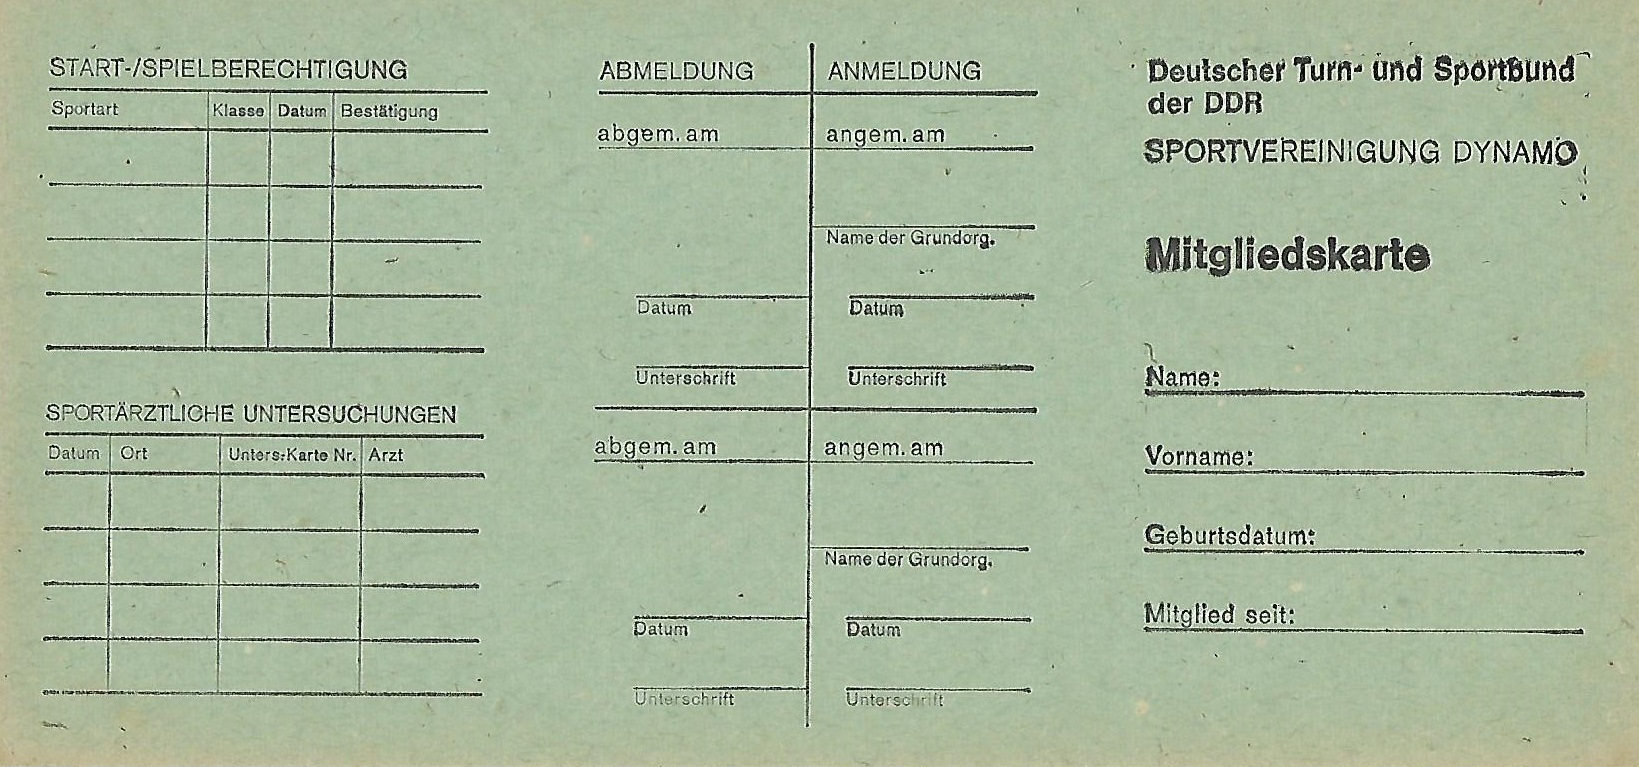 START-/SPIELBERECHTIGUNG
Sportart Klasse Datum Bestätigung
SPORTÄRZTLICHE UNTERSUCHUNGEN
Datum Ort Unters.-Karte Nr. Arzt
ABMELDUNG ANMELDUNG
abgem. am angem. am
Name der Grundorg.
Datum Datum
Unterschrift Unterschrift
abgem. am angem. am
Name der Grundorg.
Datum Datum
Unterschrift Unterschrift
Deutscher Turn- und Sportbund
der DDR
SPORTVEREINIGUNG DYNAMO
Mitgliedskarte
Name:
Vorname:
Geburtsdatum:
Mitglied seit: